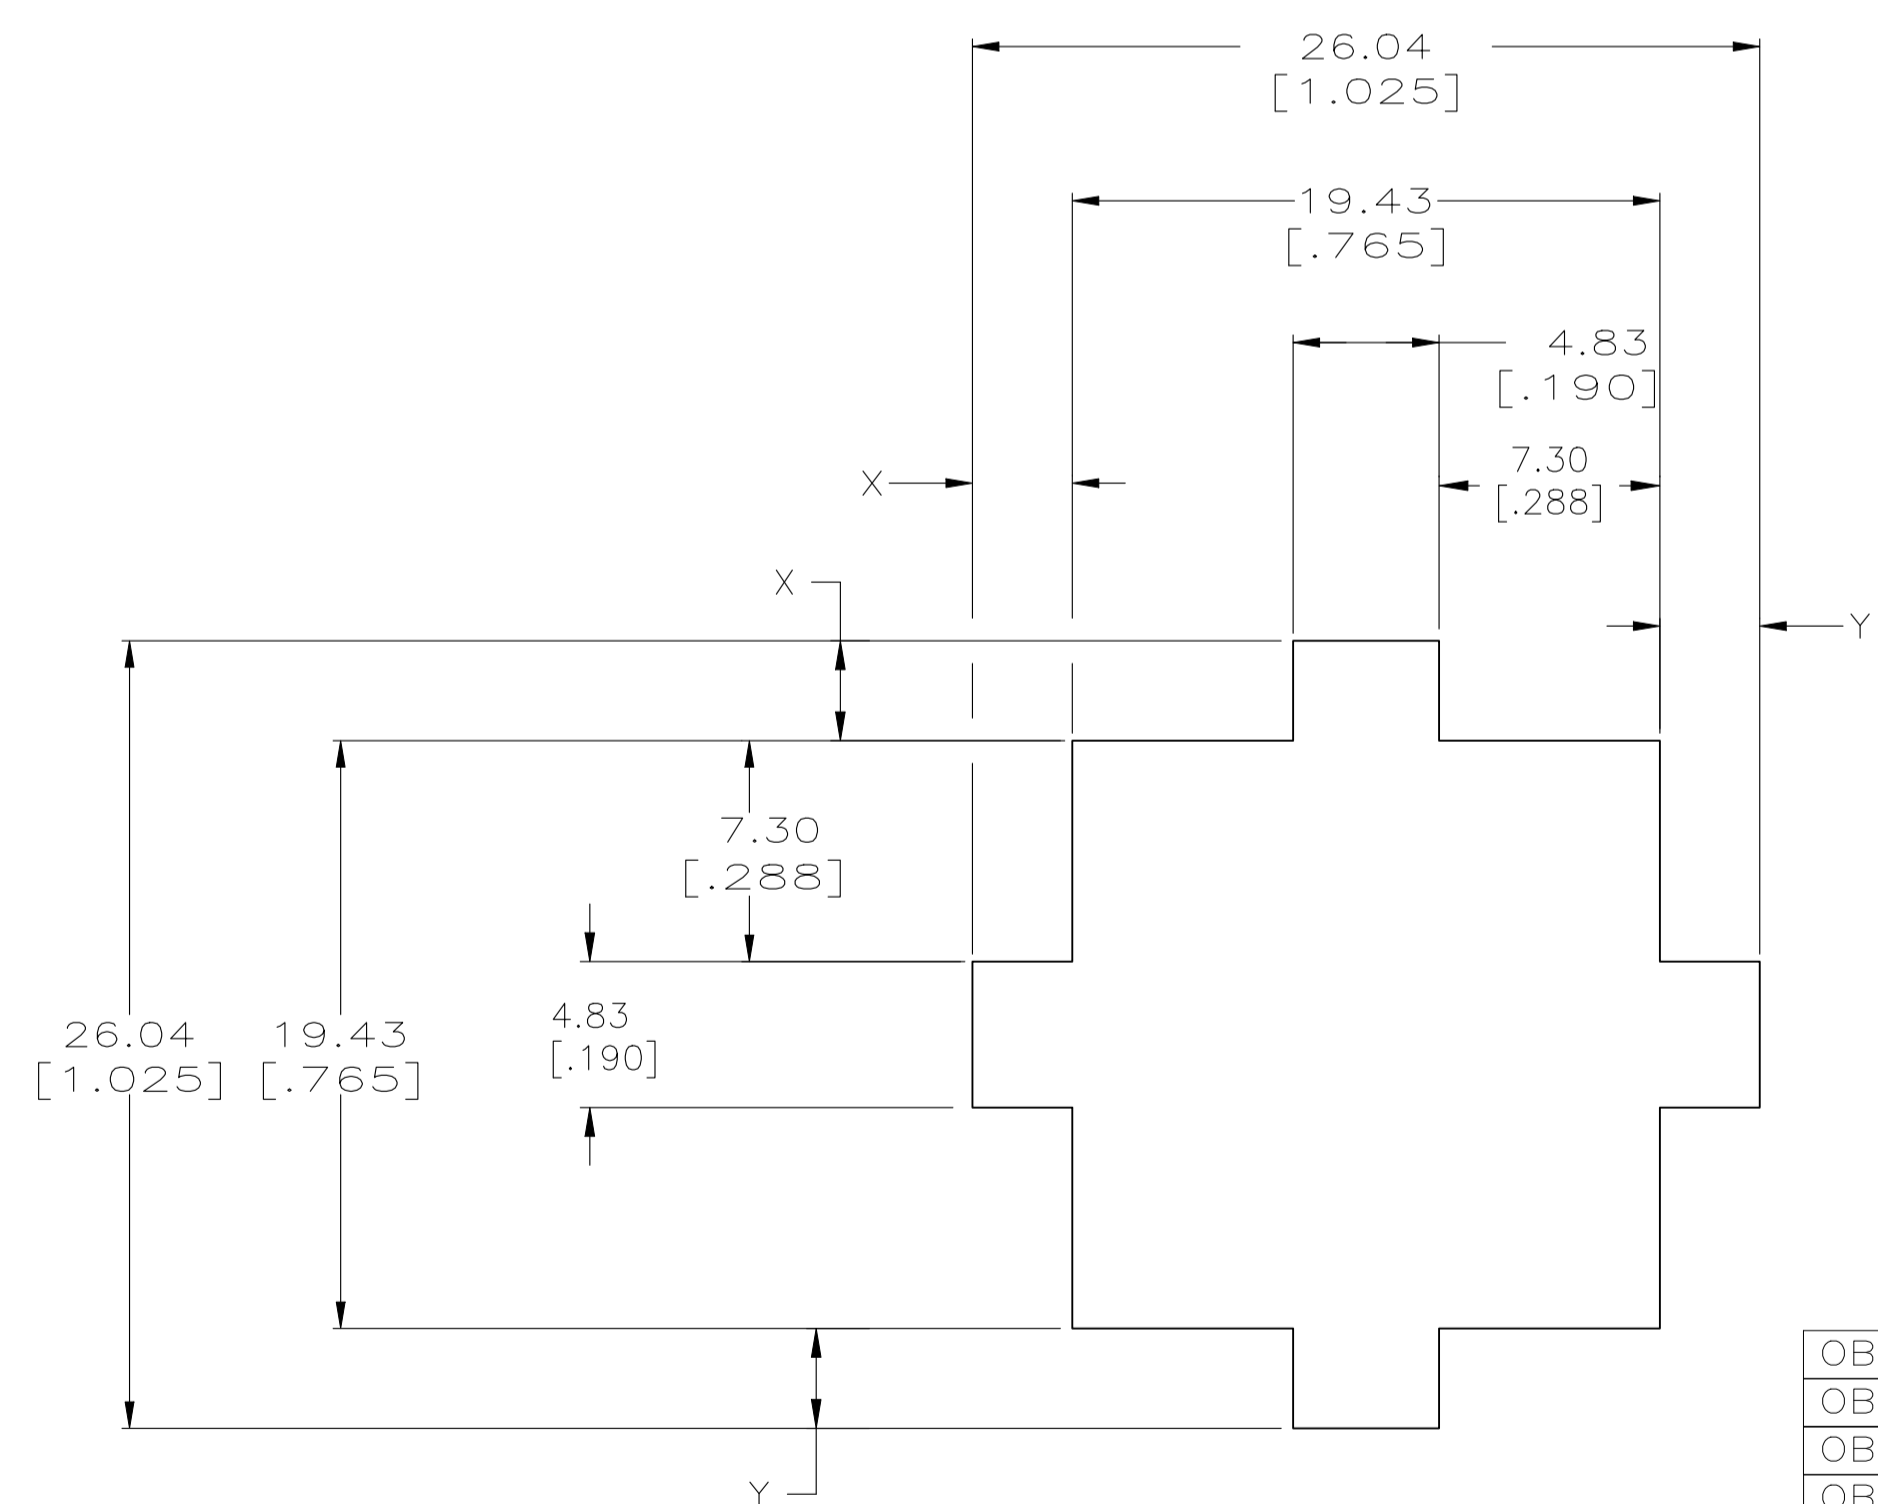 26.04
[1.025]
19.43
[.765]
4.83
[.190]
7.30
[.288]
X
X
Y
7.30
[.288]
4.83
[.190]
26.04
[1.025]
19.43
[.765]
Y
OB
OB
OB
OB